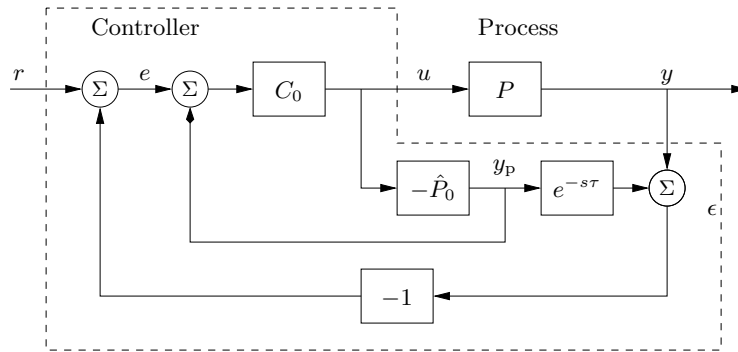 Controller
Process
r
Σ
e
Σ
C₀
u
P
y
−P̂₀
yₚ
e^{−sτ}
Σ
ϵ
−1